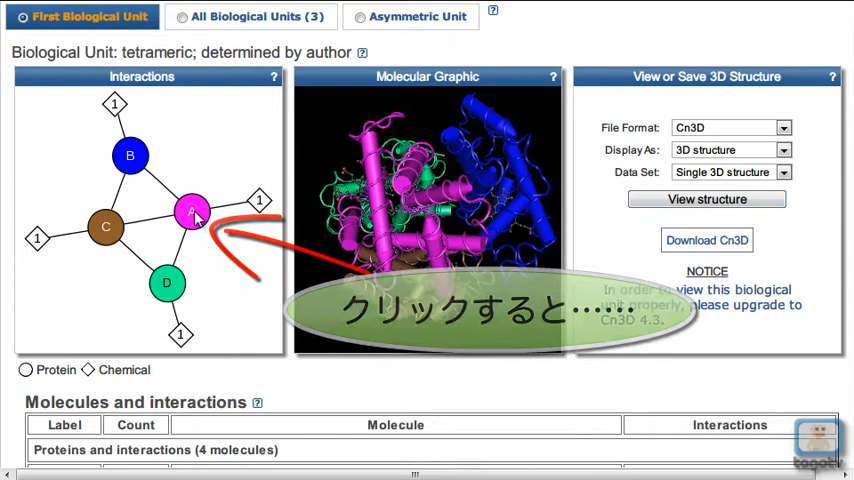 First Biological Unit
All Biological Units (3)
Asymmetric Unit
?
Biological Unit: tetrameric; determined by author ?
Interactions ?
1
B
A
1
C
1
D
1
Molecular Graphic ?
View or Save 3D Structure ?
File Format: Cn3D
Display As: 3D structure
Data Set: Single 3D structure
View structure
Download Cn3D
NOTICE
In order to view this biological
unit properly, please upgrade to
Cn3D 4.3.
クリックすると……
Protein Chemical
Molecules and interactions ?
Label Count Molecule Interactions
Proteins and interactions (4 molecules)
togotv